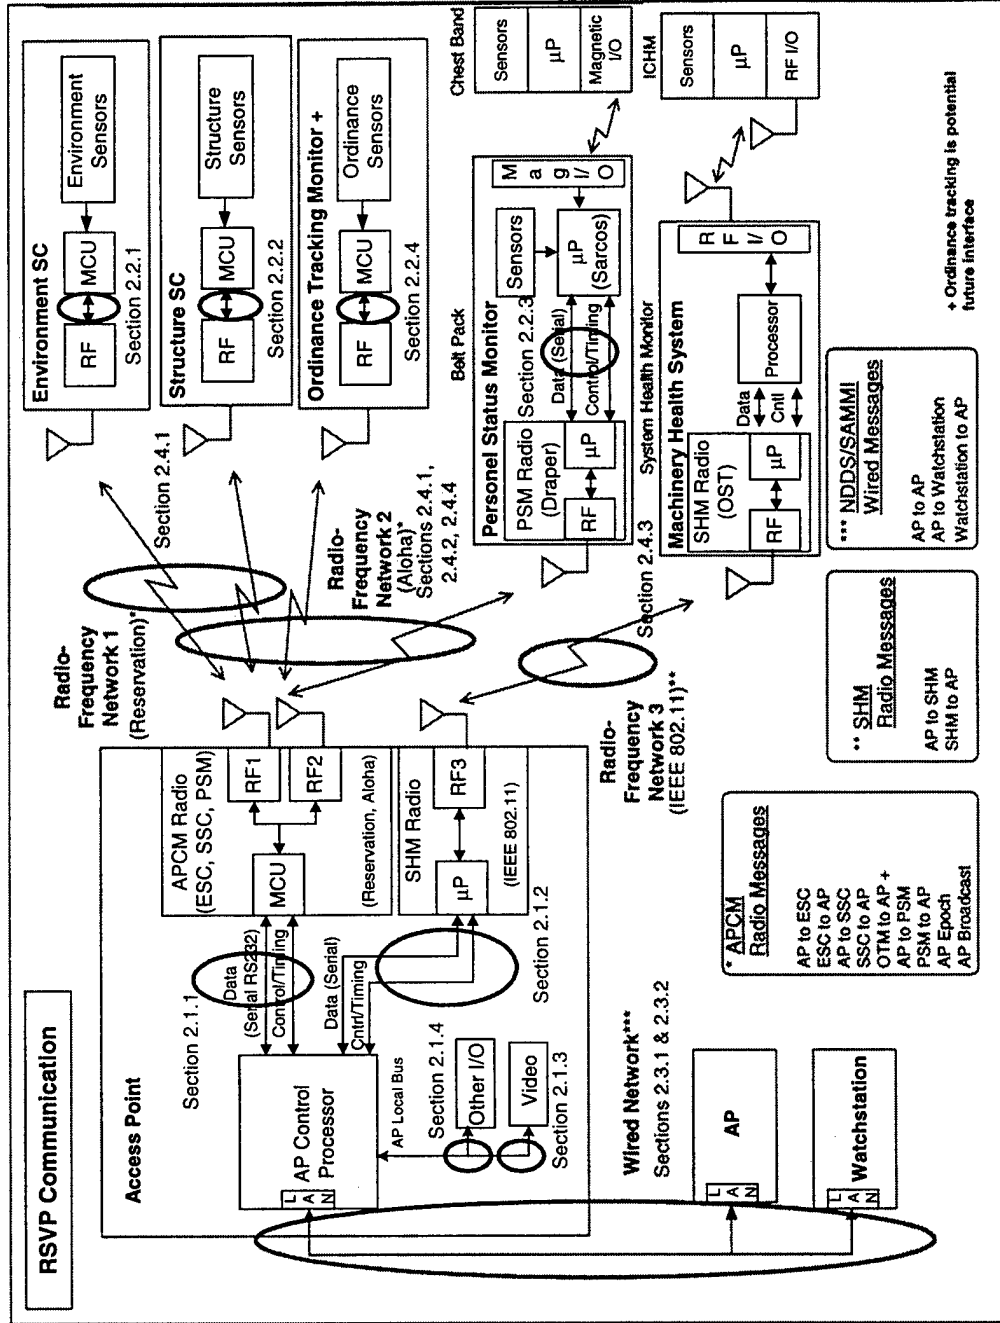 RSVP Communication
Access Point
Section 2.1.1
AP Control
Processor
L
A
N
Data
(Serial RS232)
Control/Timing
Data (Serial)
Cntrl/Timing
AP Local Bus
Section 2.1.4
Other I/O
Video
Section 2.1.3
Section 2.1.2
APCM Radio
(ESC, SSC, PSM)
MCU
RF1
RF2
(Reservation, Aloha)
SHM Radio
µP
RF3
(IEEE 802.11)
Wired Network***
Sections 2.3.1 & 2.3.2
L
A
N
AP
L
A
N
Watchstation
Radio-
Frequency
Network 1
(Reservation)*
Section 2.4.1
Radio-
Frequency
Network 2
(Aloha)*
Sections 2.4.1,
2.4.2, 2.4.4
Radio-
Frequency
Network 3
(IEEE 802.11)**
Section 2.4.3
Environment SC
RF
MCU
Environment
Sensors
Section 2.2.1
Structure SC
RF
MCU
Structure
Sensors
Section 2.2.2
Ordinance Tracking Monitor +
RF
MCU
Ordinance
Sensors
Section 2.2.4
Belt Pack
Personel Status Monitor
PSM Radio
(Draper)
RF
µP
Section 2.2.3
Data (Serial)
Control/Timing
Sensors
µP
(Sarcos)
M
a
g
I/
O
Chest Band
Sensors
µP
Magnetic
I/O
System Health Monitor
Machinery Health System
SHM Radio
(OST)
RF
µP
Data
Cntl
Processor
R
F
I/
O
ICHM
Sensors
µP
RF I/O
* APCM
Radio Messages
AP to ESC
ESC to AP
AP to SSC
SSC to AP
OTM to AP +
AP to PSM
PSM to AP
AP Epoch
AP Broadcast
** SHM
Radio Messages
AP to SHM
SHM to AP
*** NDDS/SAMMI
Wired Messages
AP to AP
AP to Watchstation
Watchstation to AP
+ Ordinance tracking is potential
future interface